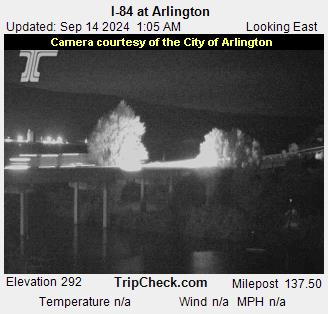 I-84 at Arlington
Updated: Sep 14 2024 1:05 AM Looking East
Camera courtesy of the City of Arlington
Elevation 292 TripCheck.com Milepost 137.50
Temperature n/a Wind n/a MPH n/a